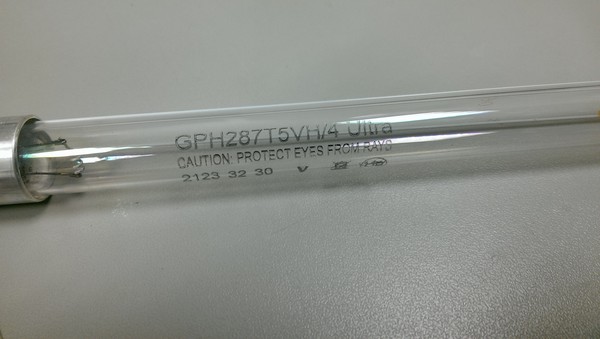 GPH287T5VH/4 Ultra
CAUTION: PROTECT EYES FROM RAYS
2123 32 30 V